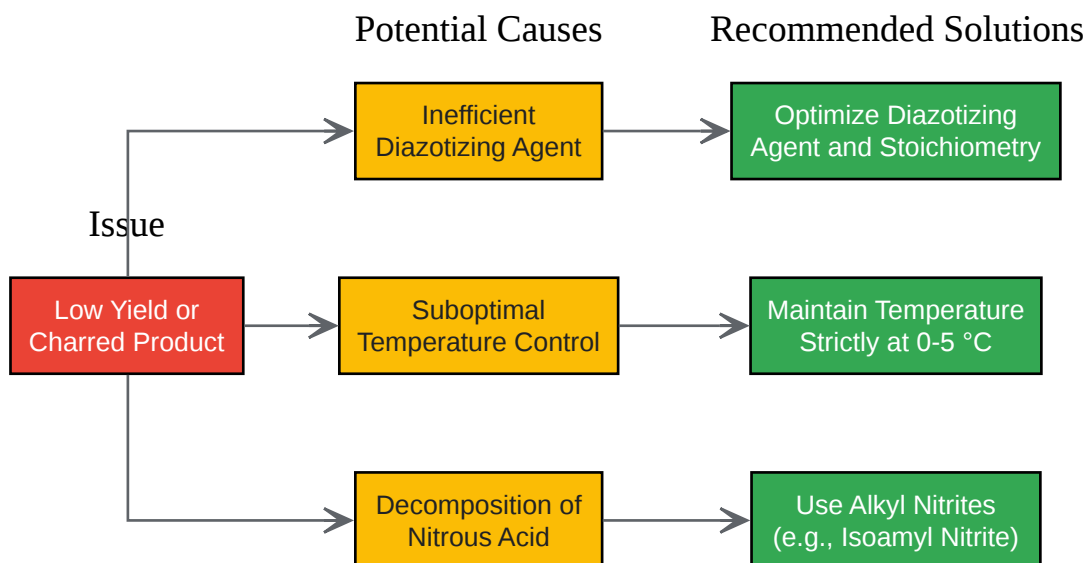 Potential Causes
Recommended Solutions
Inefficient
Diazotizing Agent
Optimize Diazotizing
Agent and Stoichiometry
Issue
Low Yield or
Charred Product
Suboptimal
Temperature Control
Maintain Temperature
Strictly at 0-5 °C
Decomposition of
Nitrous Acid
Use Alkyl Nitrites
(e.g., Isoamyl Nitrite)